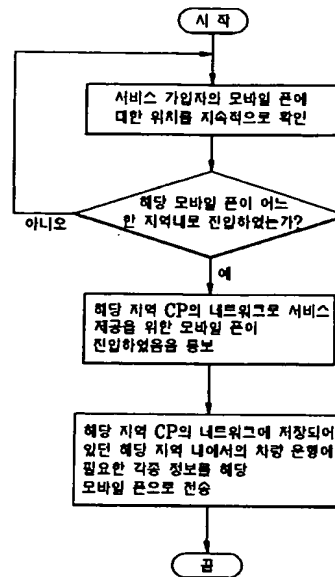 시 작
서비스 가입자의 모바일 폰에
대한 위치를 지속적으로 확인
해당 모바일 폰이 어느
한 지역내로 진입하였는가?
아니오
예
해당 지역 CP의 네트워크로 서비스
제공을 위한 모바일 폰이
진입하였음을 통보
해당 지역 CP의 네트워크에 저장되어
있던 해당 지역 내에서의 차량 운행에
필요한 각종 정보를 해당
모바일 폰으로 전송
끝